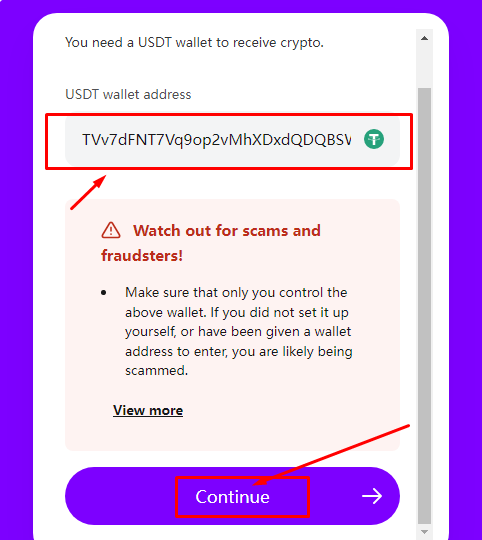 You need a USDT wallet to receive crypto.
USDT wallet address
TVv7dFNT7Vq9op2vMhXDxdQDQBSV
Watch out for scams and
fraudsters!
• Make sure that only you control the
above wallet. If you did not set it up
yourself, or have been given a wallet
address to enter, you are likely being
scammed.
View more
Continue